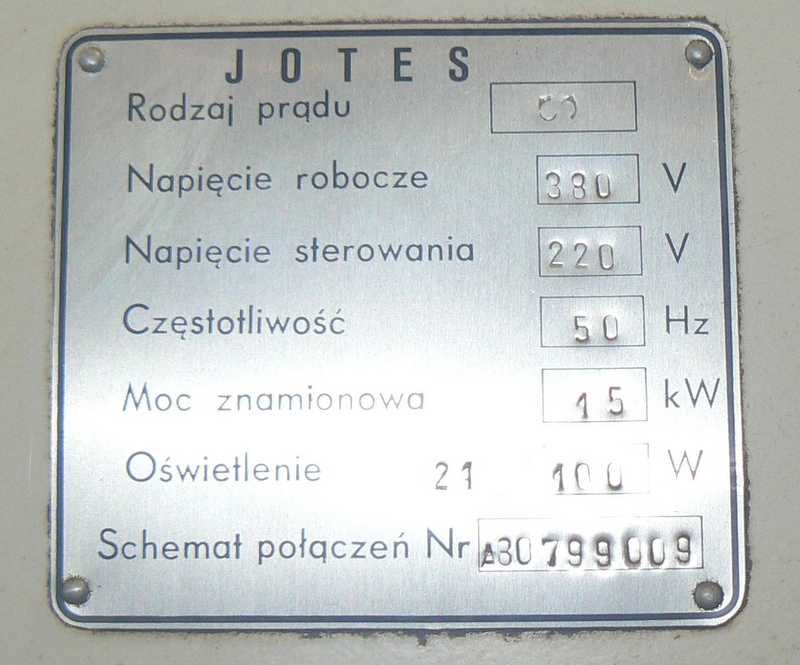 JOTES
Rodzaj prądu
Napięcie robocze 380 V
Napięcie sterowania 220 V
Częstotliwość 50 Hz
Moc znamionowa 15 kW
Oświetlenie 21 100 W
Schemat połączeń Nr A80799009